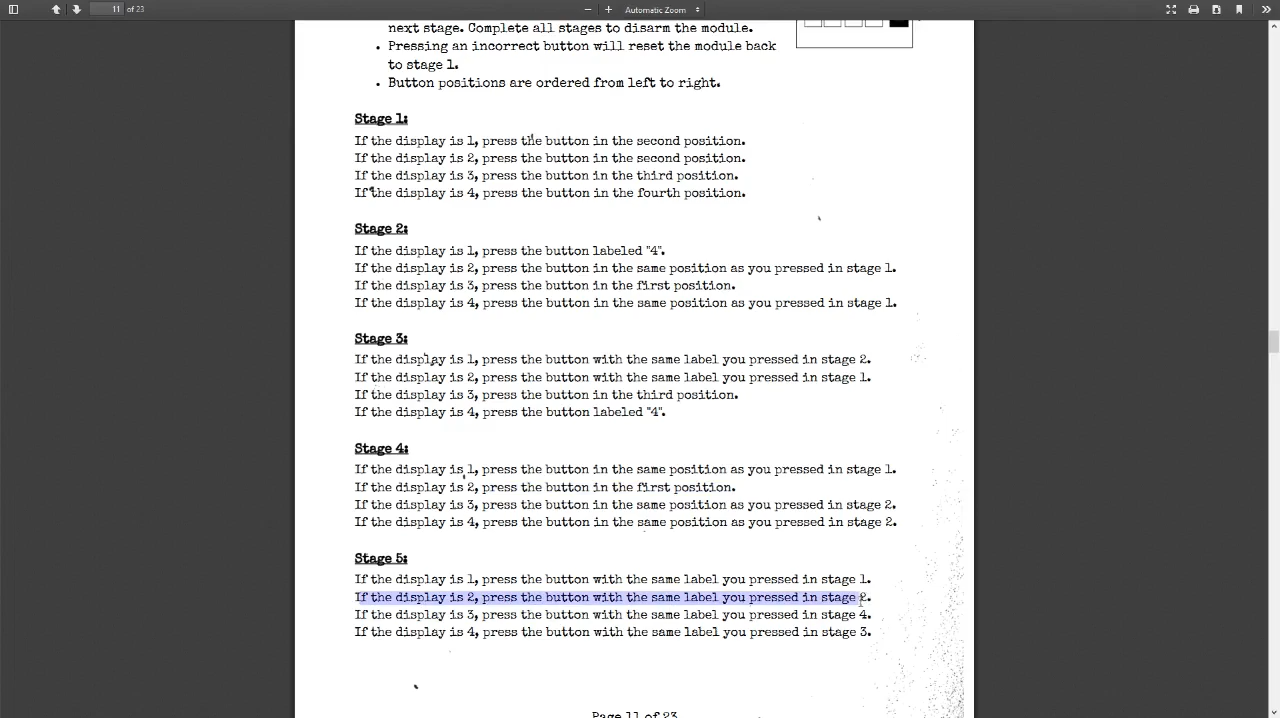 11 of 23
Automatic Zoom
next stage. Complete all stages to disarm the module.
• Pressing an incorrect button will reset the module back
to stage 1.
• Button positions are ordered from left to right.
Stage 1:
If the display is 1, press the button in the second position.
If the display is 2, press the button in the second position.
If the display is 3, press the button in the third position.
If the display is 4, press the button in the fourth position.
Stage 2:
If the display is 1, press the button labeled "4".
If the display is 2, press the button in the same position as you pressed in stage 1.
If the display is 3, press the button in the first position.
If the display is 4, press the button in the same position as you pressed in stage 1.
Stage 3:
If the display is 1, press the button with the same label you pressed in stage 2.
If the display is 2, press the button with the same label you pressed in stage 1.
If the display is 3, press the button in the third position.
If the display is 4, press the button labeled "4".
Stage 4:
If the display is 1, press the button in the same position as you pressed in stage 1.
If the display is 2, press the button in the first position.
If the display is 3, press the button in the same position as you pressed in stage 2.
If the display is 4, press the button in the same position as you pressed in stage 2.
Stage 5:
If the display is 1, press the button with the same label you pressed in stage 1.
If the display is 2, press the button with the same label you pressed in stage 2.
If the display is 3, press the button with the same label you pressed in stage 4.
If the display is 4, press the button with the same label you pressed in stage 3.
Page 11 of 23